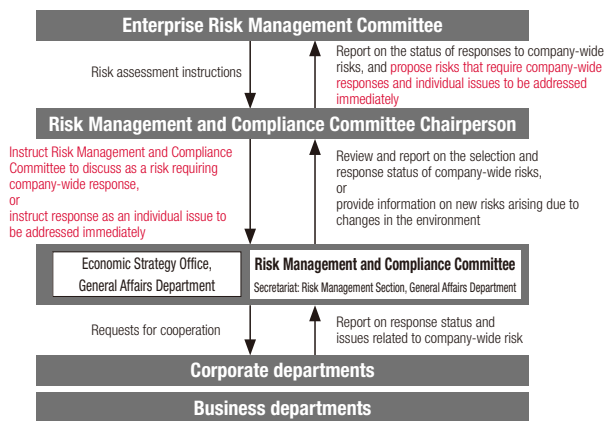 Enterprise Risk Management Committee
Risk assessment instructions
Report on the status of responses to company-wide
risks, and propose risks that require company-wide
responses and individual issues to be addressed
immediately
Risk Management and Compliance Committee Chairperson
Instruct Risk Management and Compliance
Committee to discuss as a risk requiring
company-wide response,
or
instruct response as an individual issue to
be addressed immediately
Review and report on the selection and
response status of company-wide risks,
or
provide information on new risks arising due to
changes in the environment
Economic Strategy Office,
General Affairs Department
Risk Management and Compliance Committee
Secretariat: Risk Management Section, General Affairs Department
Requests for cooperation
Report on response status and
issues related to company-wide risk
Corporate departments
Business departments